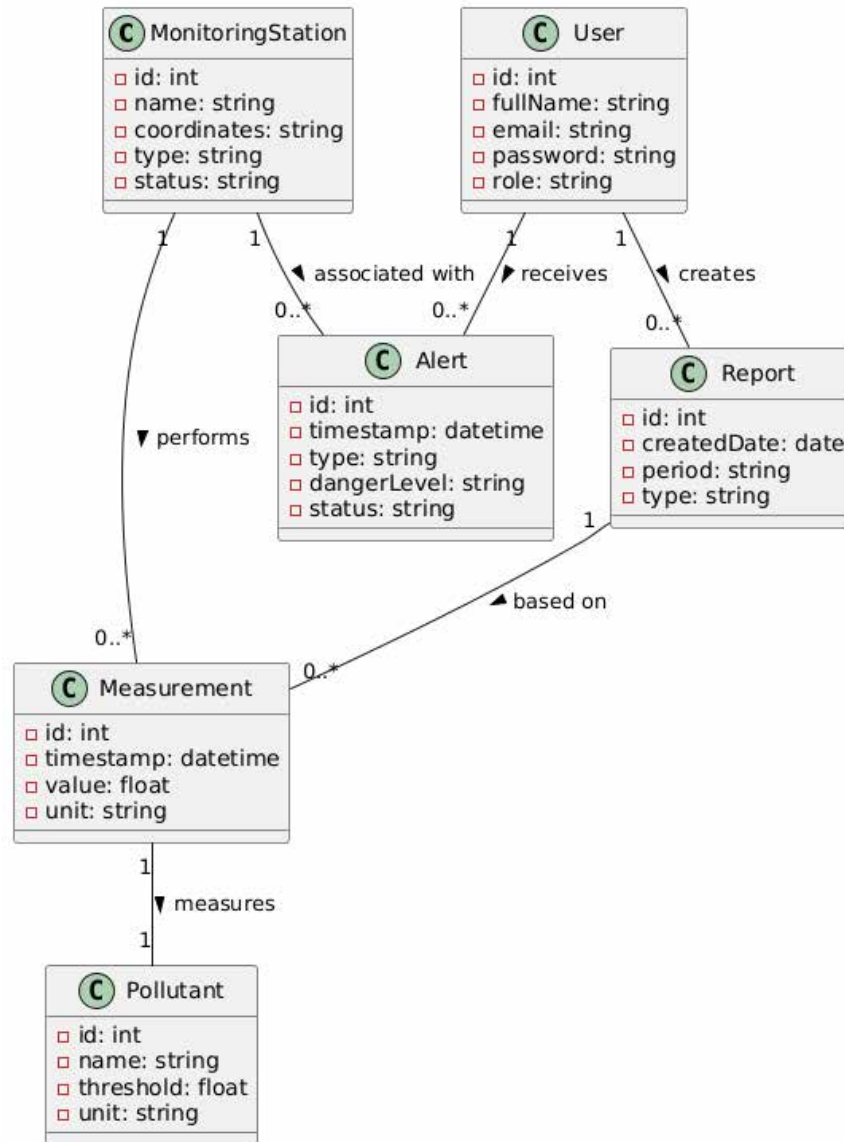 C MonitoringStation
id: int
name: string
coordinates: string
type: string
status: string
C User
id: int
fullName: string
email: string
password: string
role: string
1
1
1
1
associated with
receives
creates
0..*
0..*
0..*
C Alert
id: int
timestamp: datetime
type: string
dangerLevel: string
status: string
C Report
id: int
createdDate: date
period: string
type: string
performs
1
based on
0..*
0..*
C Measurement
id: int
timestamp: datetime
value: float
unit: string
1
measures
1
C Pollutant
id: int
name: string
threshold: float
unit: string